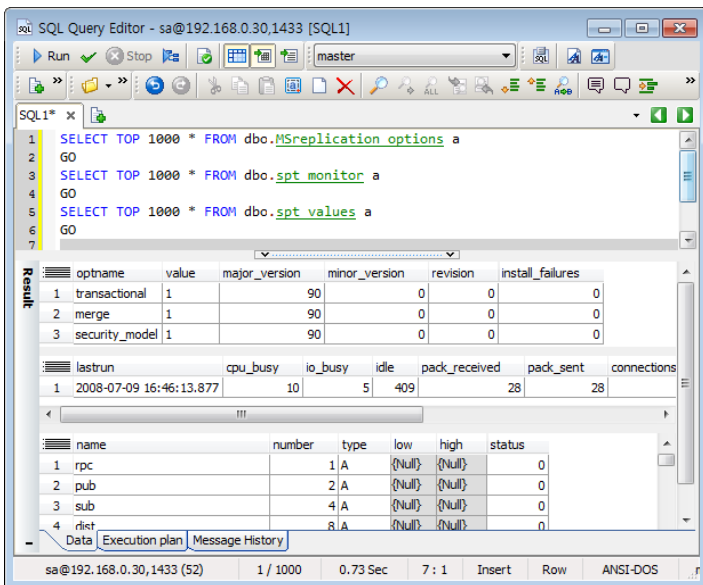 SQL Query Editor - sa@192.168.0.30,1433 [SQL1]
Run Stop master
SQL1*
1 SELECT TOP 1000 * FROM dbo.MSreplication_options a
2 GO
3 SELECT TOP 1000 * FROM dbo.spt_monitor a
4 GO
5 SELECT TOP 1000 * FROM dbo.spt_values a
6 GO
7
Result
optname value major_version minor_version revision install_failures
1 transactional 1 90 0 0 0
2 merge 1 90 0 0 0
3 security_model 1 90 0 0 0
lastrun cpu_busy io_busy idle pack_received pack_sent connections
1 2008-07-09 16:46:13.877 10 5 409 28 28
name number type low high status
1 rpc 1 A {Null} {Null} 0
2 pub 2 A {Null} {Null} 0
3 sub 4 A {Null} {Null} 0
4 dist 8 A {Null} {Null} 0
Data Execution plan Message History
sa@192.168.0.30,1433 (52) 1 / 1000 0.73 Sec 7 : 1 Insert Row ANSI-DOS